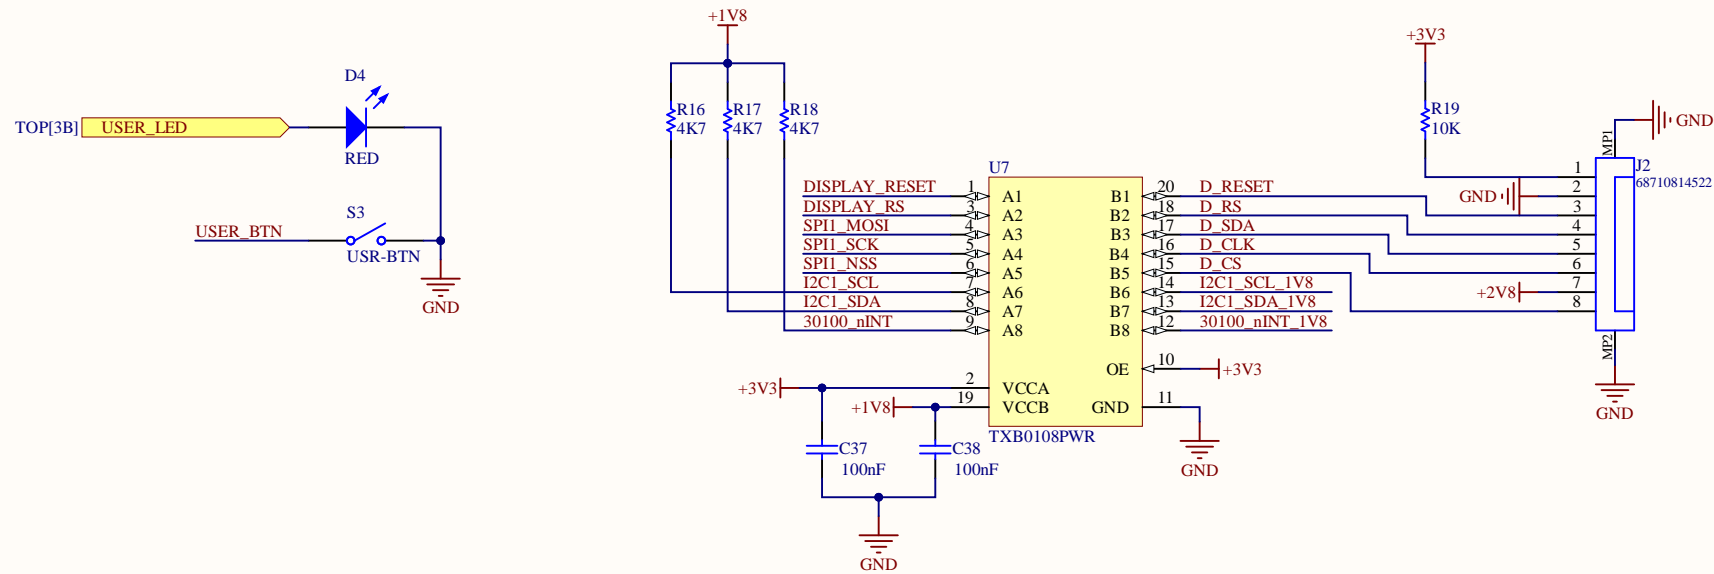 +1V8
+3V3
D4
TOP[3B] USER_LED
RED
R16 4K7
R17 4K7
R18 4K7
R19 10K
MP1
GND
J2
68710814522
1
2
3
4
5
6
7
8
GND
+2V8
MP2
GND
S3
USER_BTN
USR-BTN
GND
U7
DISPLAY_RESET 1 A1 B1 20 D_RESET
DISPLAY_RS 3 A2 B2 18 D_RS
SPI1_MOSI 4 A3 B3 17 D_SDA
SPI1_SCK 5 A4 B4 16 D_CLK
SPI1_NSS 6 A5 B5 15 D_CS
I2C1_SCL 7 A6 B6 14 I2C1_SCL_1V8
I2C1_SDA 8 A7 B7 13 I2C1_SDA_1V8
30100_nINT 9 A8 B8 12 30100_nINT_1V8
OE 10 +3V3
+3V3 2 VCCA
+1V8 19 VCCB GND 11
TXB0108PWR
GND
C37
100nF
C38
100nF
GND